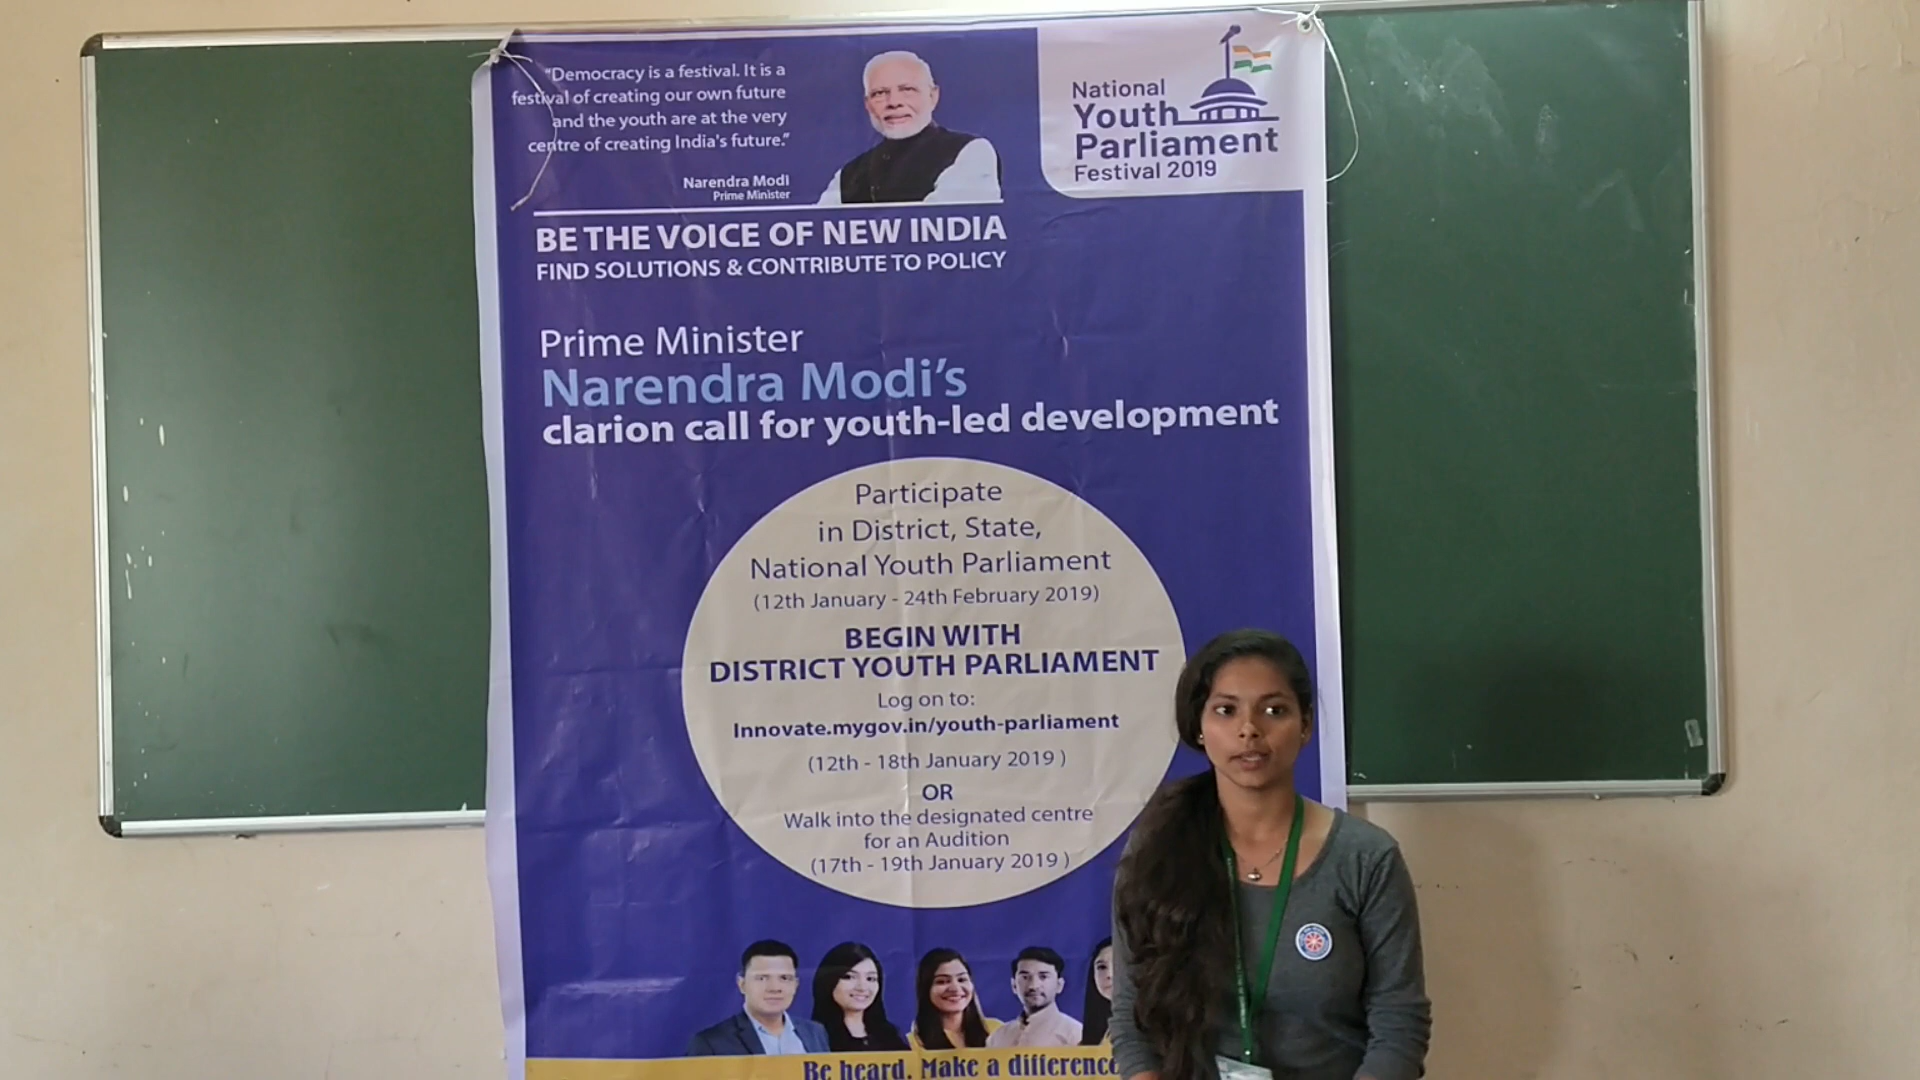 "Democracy is a festival. It is a
festival of creating our own future
and the youth are at the very
centre of creating India's future."
Narendra Modi
Prime Minister
National
Youth
Parliament
Festival 2019
BE THE VOICE OF NEW INDIA
FIND SOLUTIONS & CONTRIBUTE TO POLICY
Prime Minister
Narendra Modi's
clarion call for youth-led development
Participate
in District, State,
National Youth Parliament
(12th January - 24th February 2019)
BEGIN WITH
DISTRICT YOUTH PARLIAMENT
Log on to:
Innovate.mygov.in/youth-parliament
(12th - 18th January 2019 )
OR
Walk into the designated centre
for an Audition
(17th - 19th January 2019 )
Be heard. Make a difference